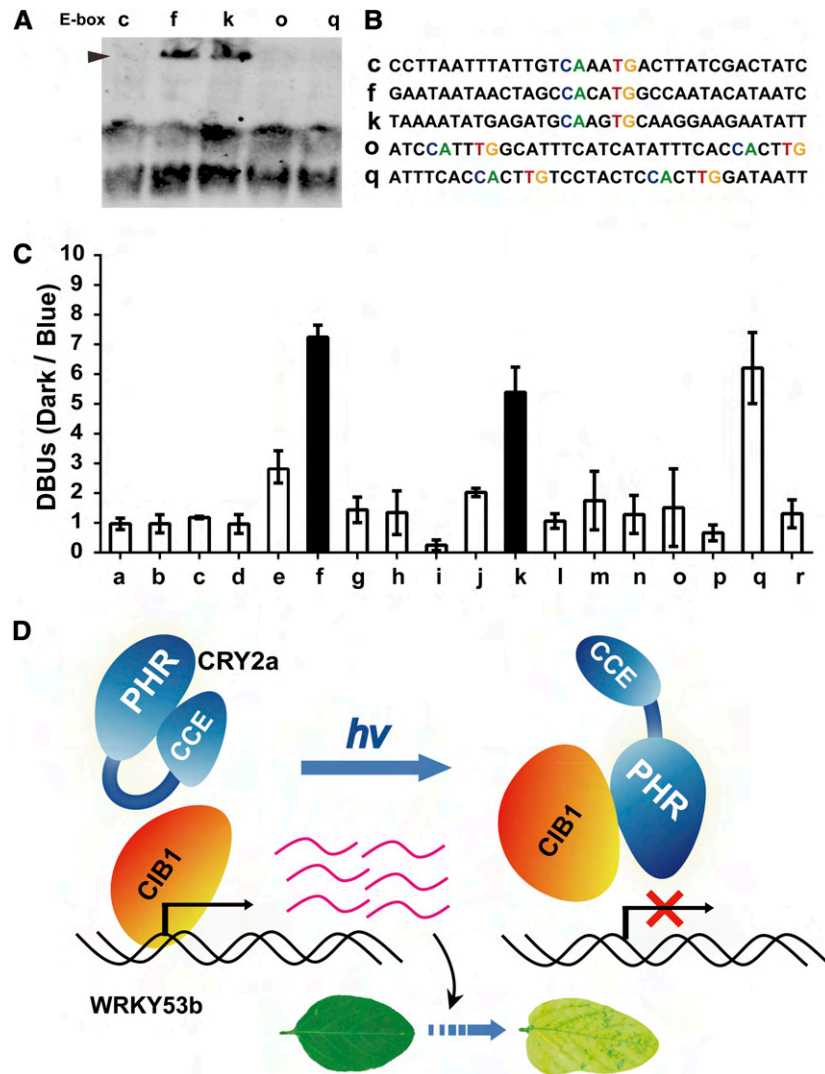 A
E-box c f k o q
B
c CCTTAATTTATTGTCAAATGACTTATCGACTATC
f GAATAATAACTAGCCACATGGCCAATACATAATC
k TAAAATATGAGATGCAAGTGCAAGGAAGAATATT
o ATCCATTTGGCATTTCATCATATTTCACCACTTG
q ATTTCACCACTTGTCCTACTCCACTTGGATAATT
C
DBUs (Dark / Blue)
10
9
8
7
6
5
4
3
2
1
0
a b c d e f g h i j k l m n o p q r
D
PHR
CRY2a
CCE
CIB1
hv
CCE
PHR
CIB1
WRKY53b